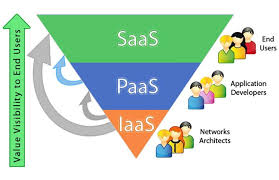 Value Visibility to End Users
SaaS
PaaS
IaaS
End
Users
Application
Developers
Networks
Architects